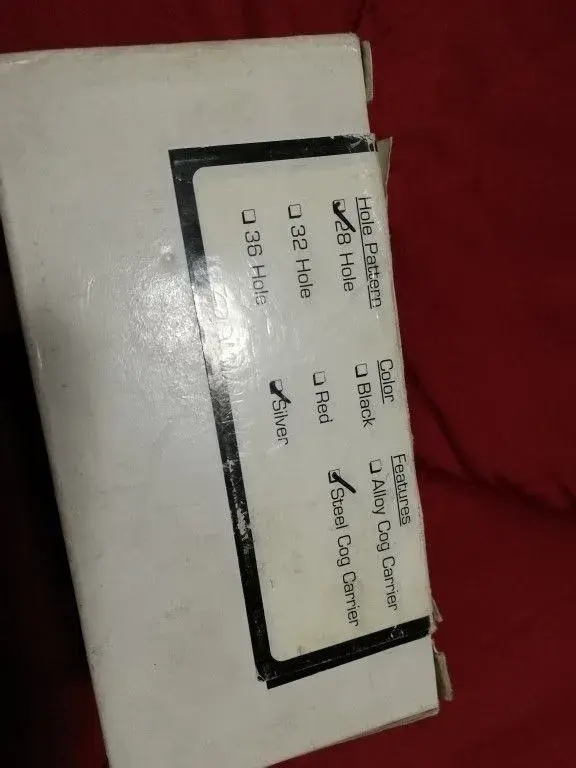 Hole Pattern
☑ 28 Hole
☐ 32 Hole
☐ 36 Hole
Color
☐ Black
☐ Red
☑ Silver
Features
☐ Alloy Cog Carrier
☑ Steel Cog Carrier